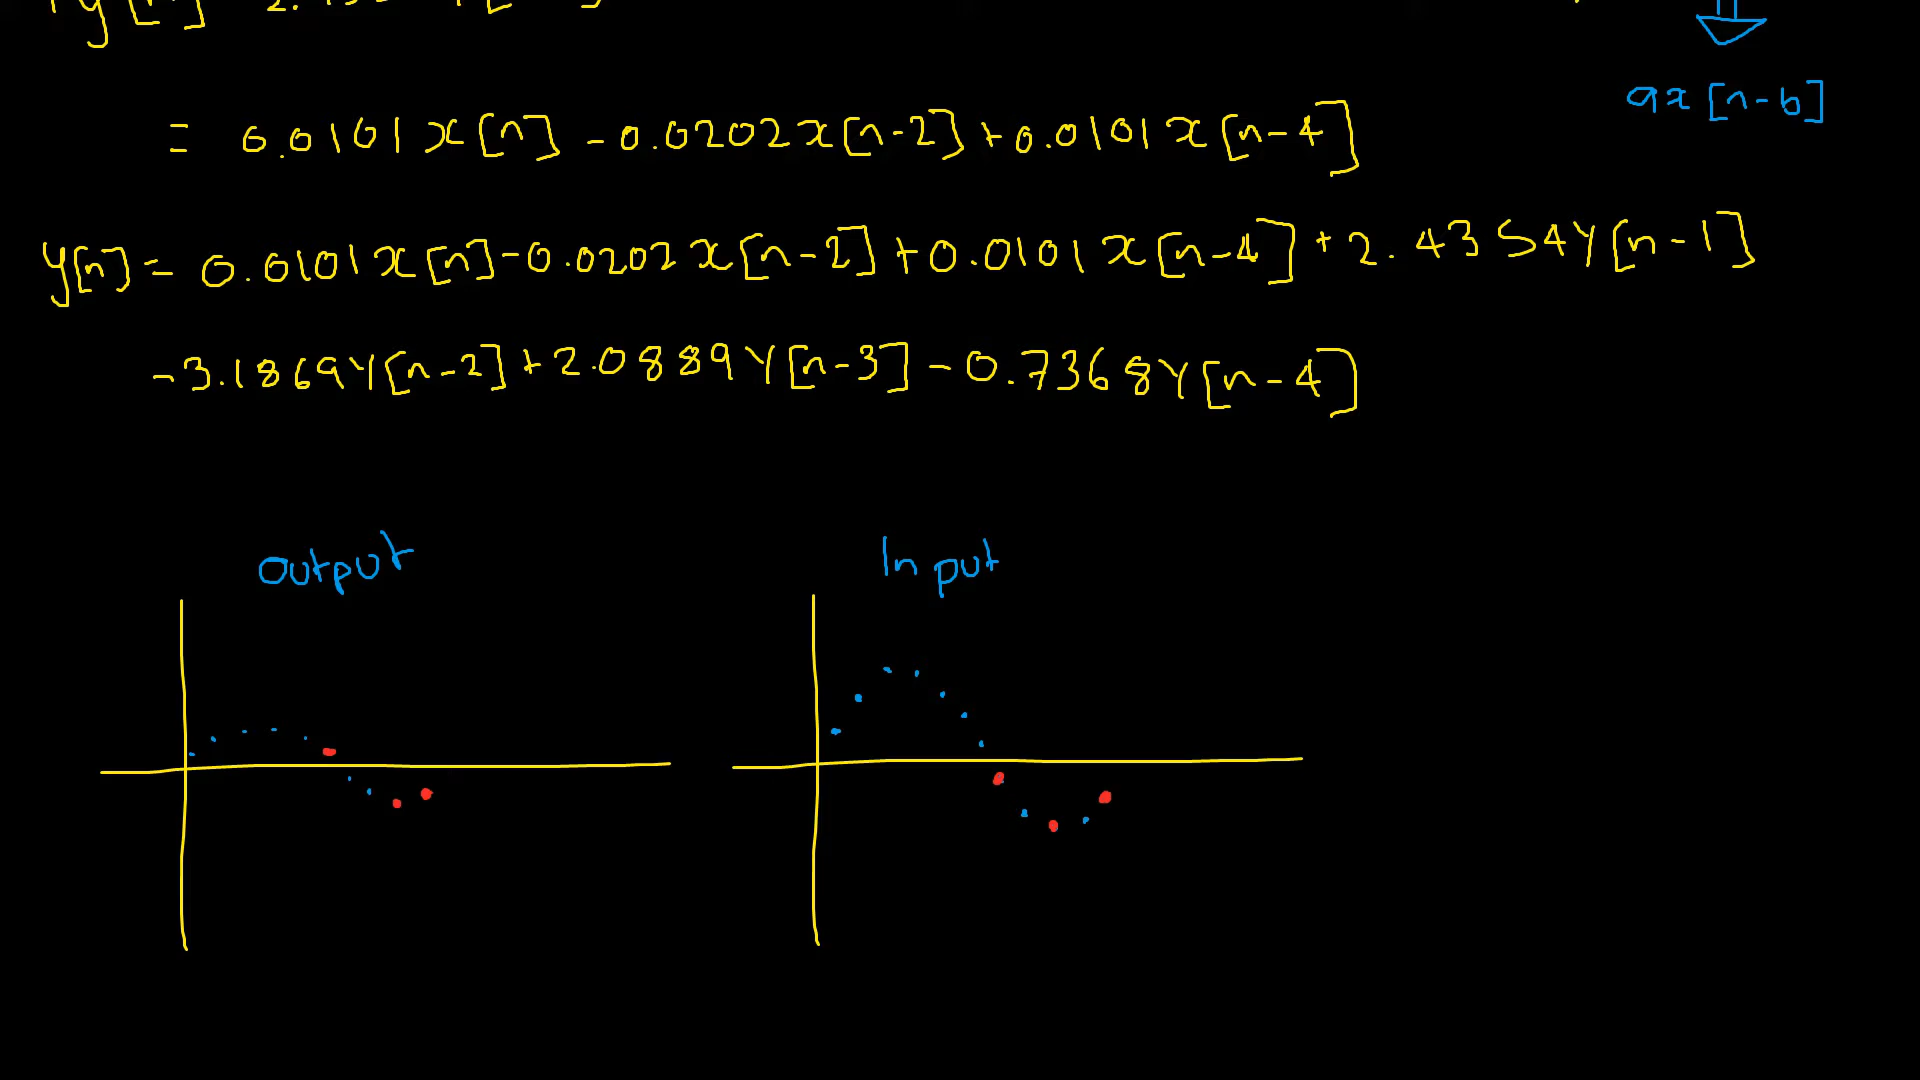 ax[n-b]
= 0.0101x[n] - 0.0202x[n-2] + 0.0101x[n-4]
y[n] = 0.0101x[n] - 0.0202x[n-2] + 0.0101x[n-4] + 2.4354Y[n-1]
- 3.1869Y[n-2] + 2.0889Y[n-3] - 0.7368Y[n-4]
Output
Input